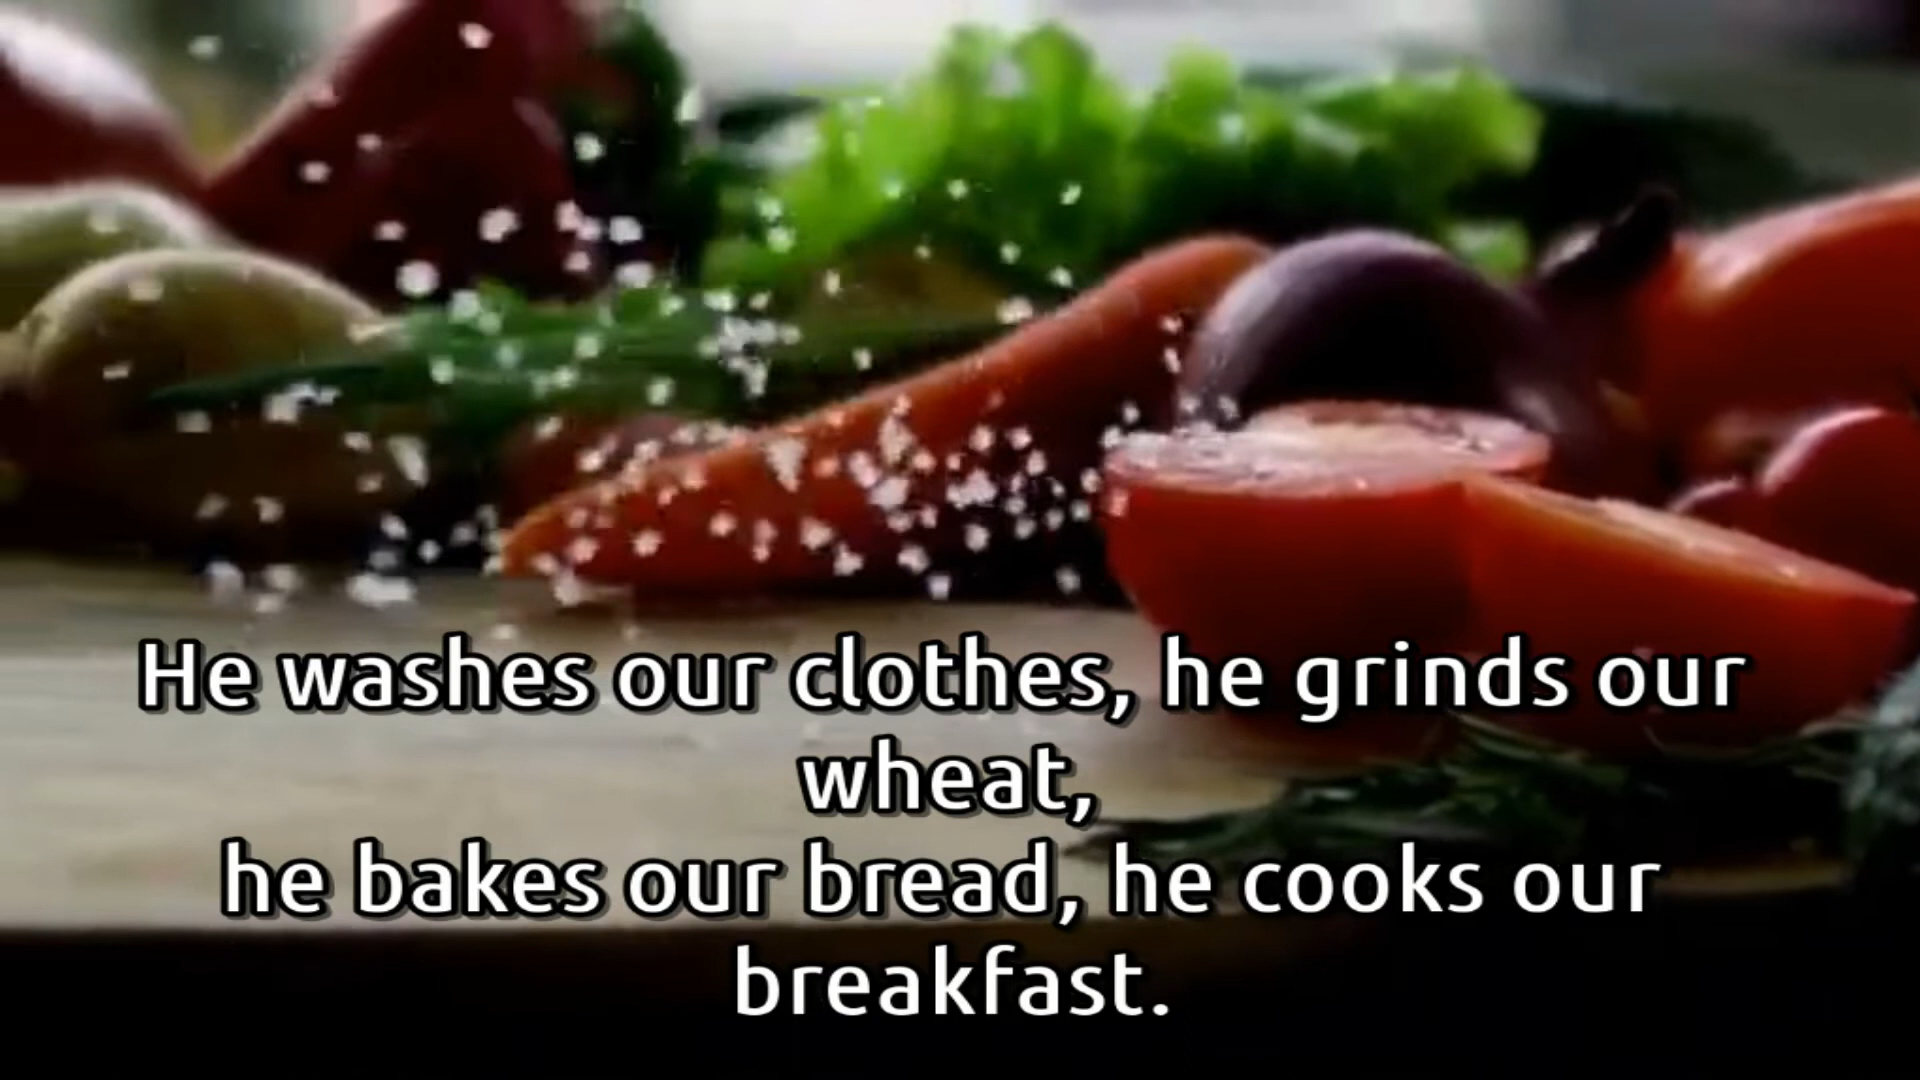 He washes our clothes, he grinds our
wheat,
he bakes our bread, he cooks our
breakfast.